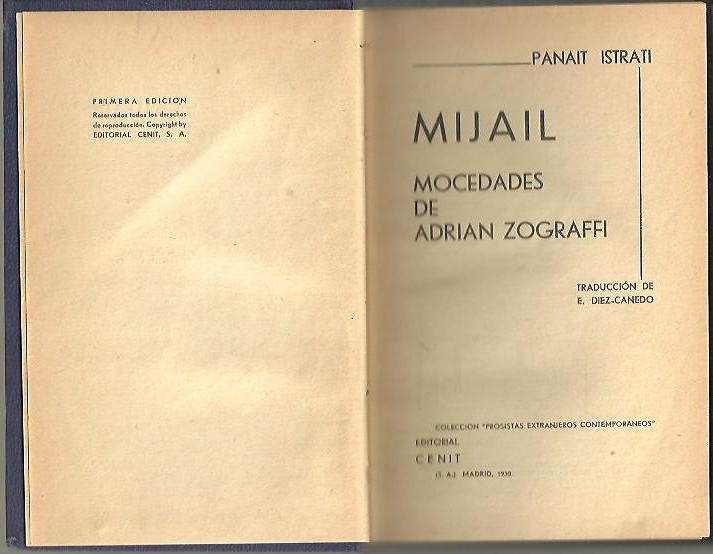 PRIMERA EDICION
Reservados todos los derechos
de reproducción. Copyright by
EDITORIAL CENIT, S. A.
PANAIT ISTRATI
MIJAIL
MOCEDADES
DE
ADRIAN ZOGRAFFI
TRADUCCIÓN DE
E. DIEZ-CANEDO
COLECCION "PROSISTAS EXTRANJEROS CONTEMPORANEOS"
EDITORIAL
CENIT
(S. A.) MADRID, 1930